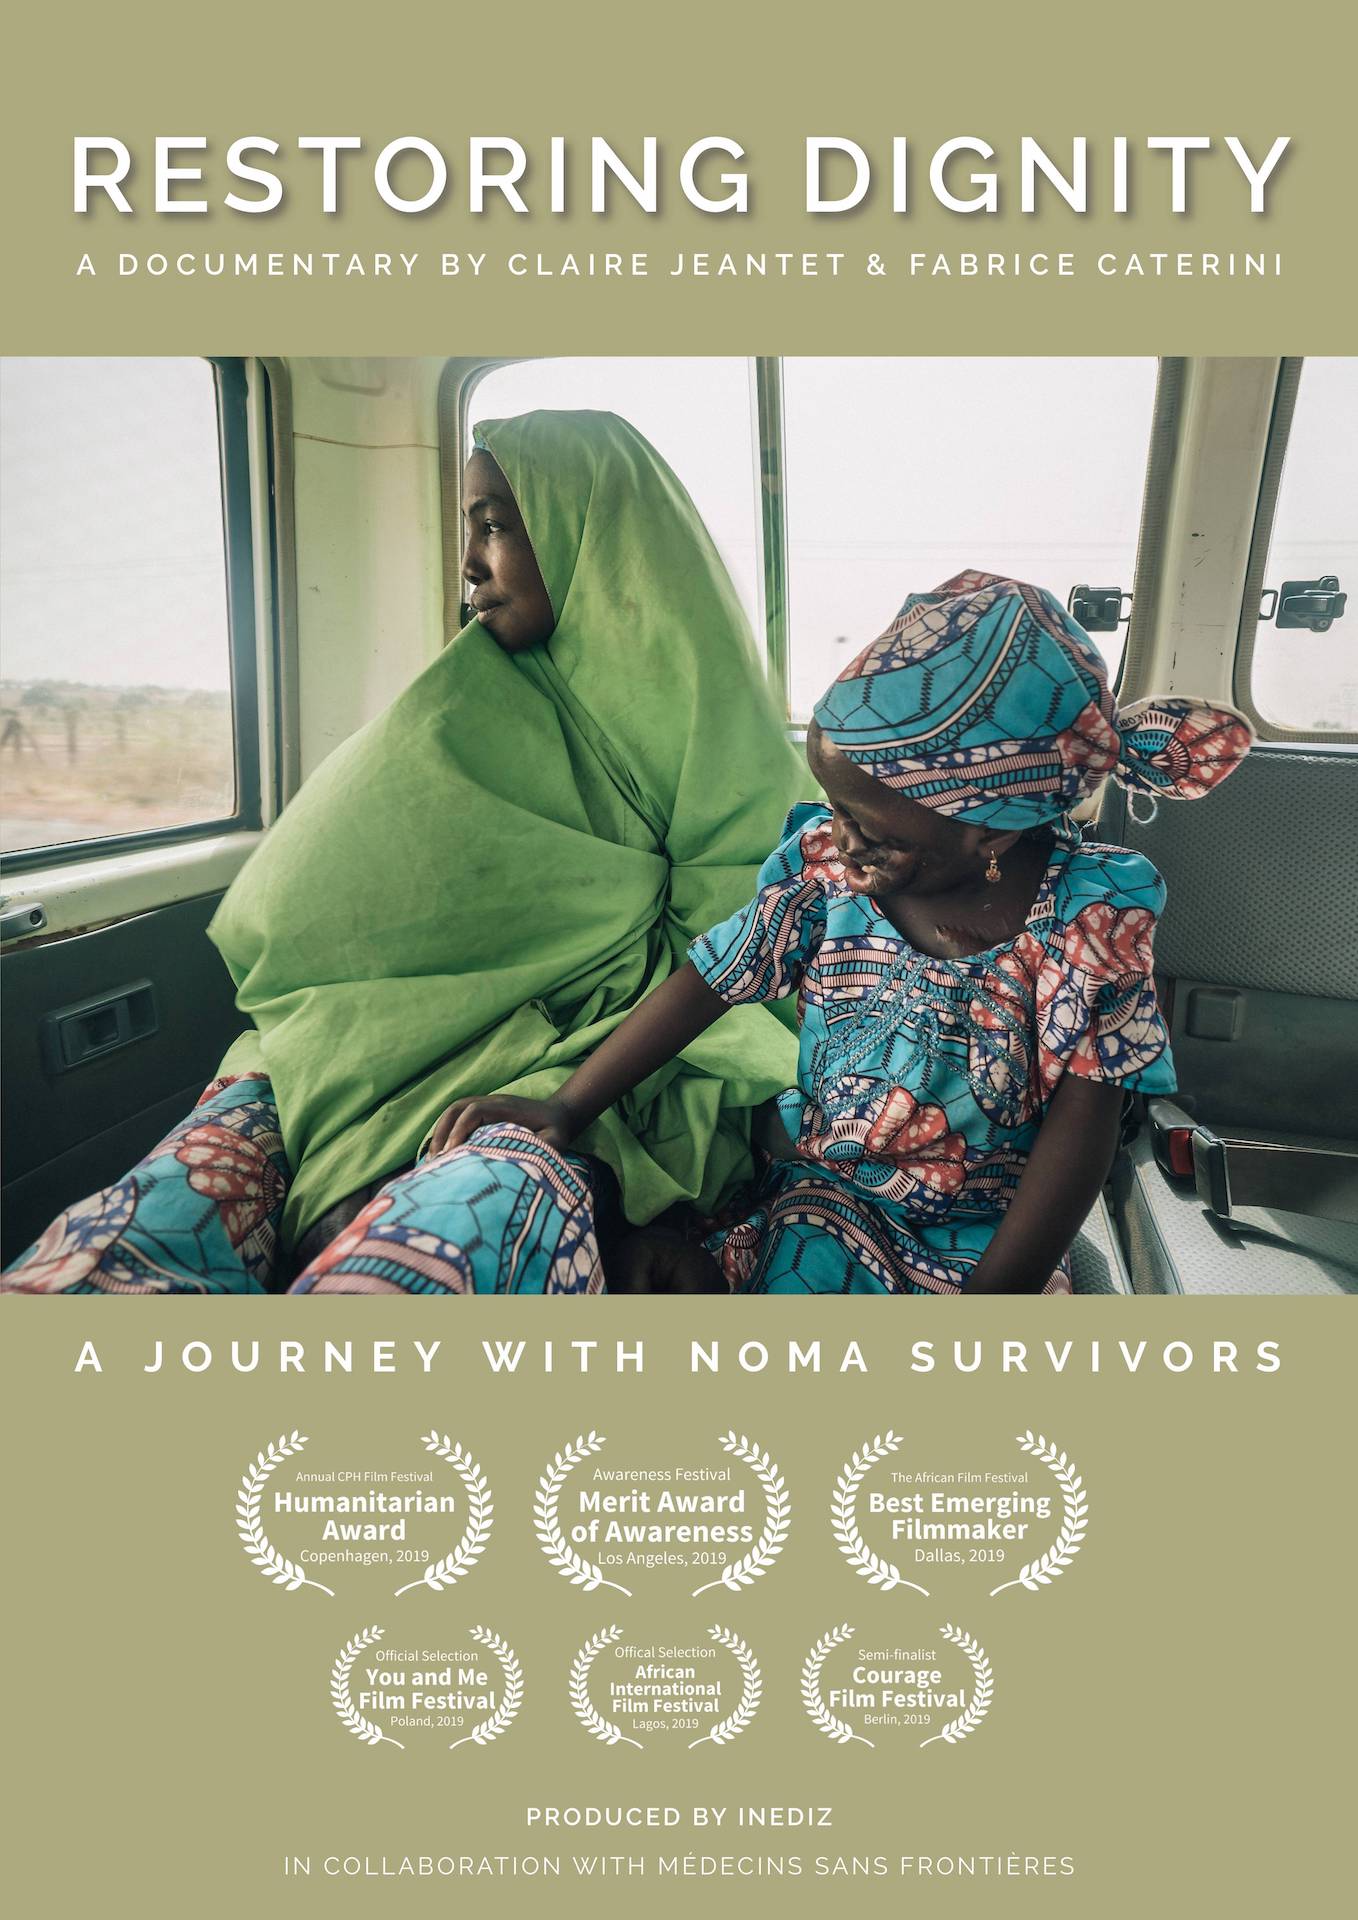 RESTORING DIGNITY
A DOCUMENTARY BY CLAIRE JEANTET & FABRICE CATERINI
A JOURNEY WITH NOMA SURVIVORS
Annual CPH Film Festival
Humanitarian
Award
Copenhagen, 2019
Awareness Festival
Merit Award
of Awareness
Los Angeles, 2019
The African Film Festival
Best Emerging
Filmmaker
Dallas, 2019
Official Selection
You and Me
Film Festival
Poland, 2019
Offical Selection
African
International
Film Festival
Lagos, 2019
Semi-finalist
Courage
Film Festival
Berlin, 2019
PRODUCED BY INEDIZ
IN COLLABORATION WITH MÉDECINS SANS FRONTIÈRES